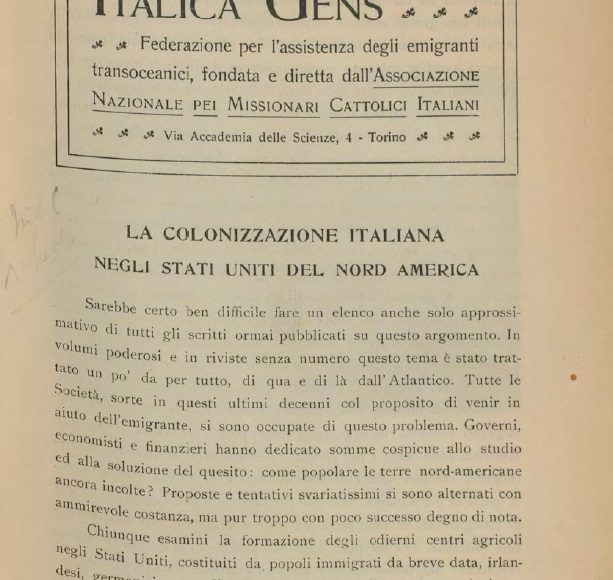 ITALICA GENS
Federazione per l'assistenza degli emigranti
transoceanici, fondata e diretta dall'ASSOCIAZIONE
NAZIONALE PEI MISSIONARI CATTOLICI ITALIANI
Via Accademia delle Scienze, 4 - Torino
LA COLONIZZAZIONE ITALIANA
NEGLI STATI UNITI DEL NORD AMERICA
Sarebbe certo ben difficile fare un elenco anche solo approssi-
mativo di tutti gli scritti ormai pubblicati su questo argomento. In
volumi poderosi e in riviste senza numero questo tema è stato trat-
tato un po' da per tutto, di qua e di là dall'Atlantico. Tutte le
Società, sorte in questi ultimi decenni col proposito di venir in
aiuto dell'emigrante, si sono occupate di questo problema. Governi,
economisti e finanzieri hanno dedicato somme cospicue allo studio
ed alla soluzione del quesito: come popolare le terre nord-americane
ancora incolte? Proposte e tentativi svariatissimi si sono alternati con
ammirevole costanza, ma pur troppo con poco successo degno di nota.
Chiunque esamini la formazione degli odierni centri agricoli
negli Stati Uniti, costituiti da popoli immigrati da breve data, irlan-
desi,